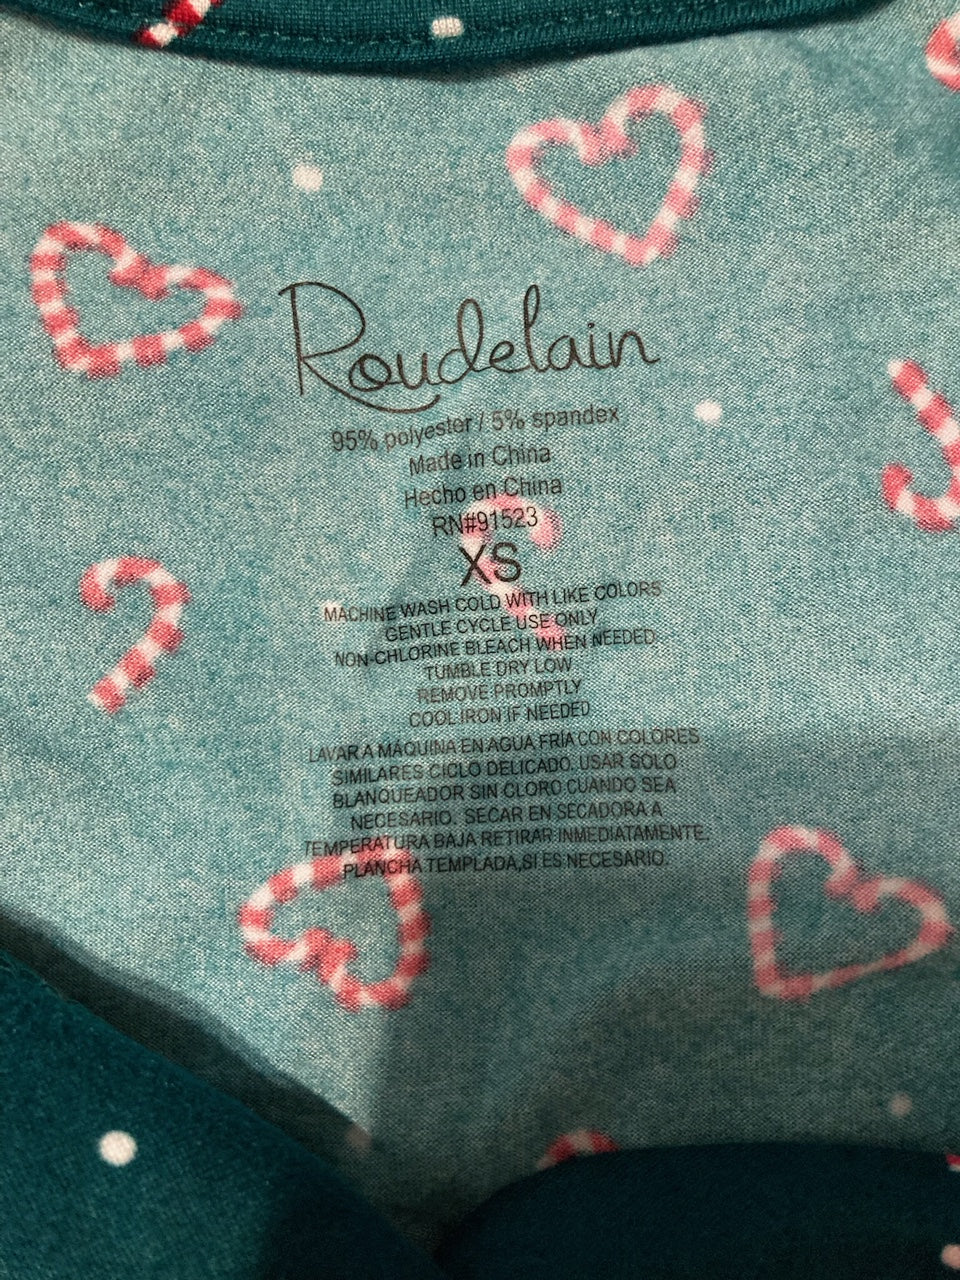 Roudelain
95% polyester / 5% spandex
Made in China
Hecho en China
RN#91523
XS
MACHINE WASH COLD WITH LIKE COLORS
GENTLE CYCLE USE ONLY
NON-CHLORINE BLEACH WHEN NEEDED
TUMBLE DRY LOW
REMOVE PROMPTLY
COOL IRON IF NEEDED
LAVAR A MÁQUINA EN AGUA FRÍA CON COLORES
SIMILARES CICLO DELICADO. USAR SOLO
BLANQUEADOR SIN CLORO CUANDO SEA
NECESARIO. SECAR EN SECADORA A
TEMPERATURA BAJA RETIRAR INMEDIATAMENTE.
PLANCHA TEMPLADA,SI ES NECESARIO.